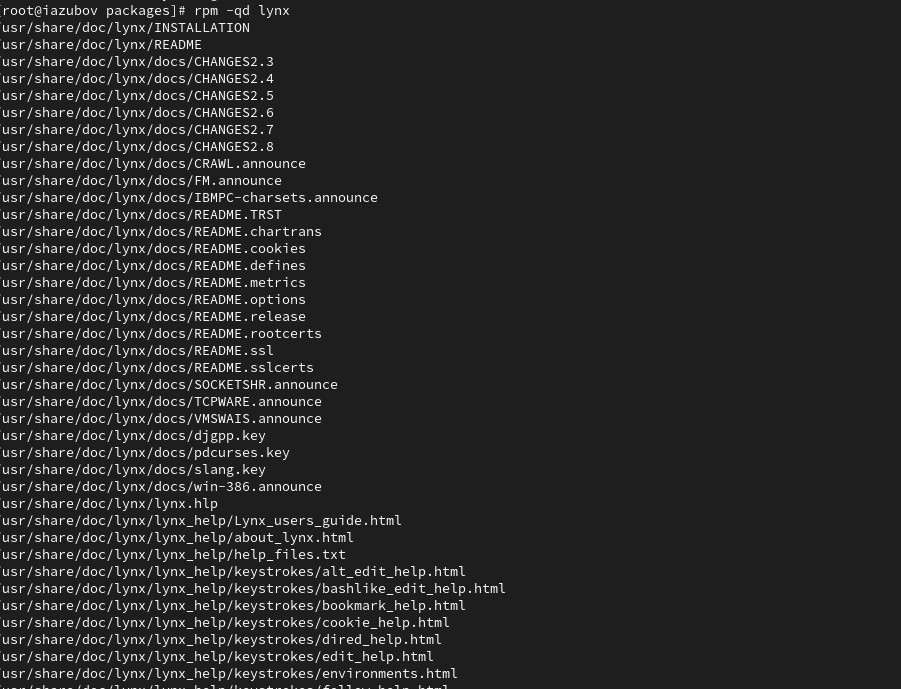 [root@iazubov packages]# rpm -qd lynx
/usr/share/doc/lynx/INSTALLATION
/usr/share/doc/lynx/README
/usr/share/doc/lynx/docs/CHANGES2.3
/usr/share/doc/lynx/docs/CHANGES2.4
/usr/share/doc/lynx/docs/CHANGES2.5
/usr/share/doc/lynx/docs/CHANGES2.6
/usr/share/doc/lynx/docs/CHANGES2.7
/usr/share/doc/lynx/docs/CHANGES2.8
/usr/share/doc/lynx/docs/CRAWL.announce
/usr/share/doc/lynx/docs/FM.announce
/usr/share/doc/lynx/docs/IBMPC-charsets.announce
/usr/share/doc/lynx/docs/README.TRST
/usr/share/doc/lynx/docs/README.chartrans
/usr/share/doc/lynx/docs/README.cookies
/usr/share/doc/lynx/docs/README.defines
/usr/share/doc/lynx/docs/README.metrics
/usr/share/doc/lynx/docs/README.options
/usr/share/doc/lynx/docs/README.release
/usr/share/doc/lynx/docs/README.rootcerts
/usr/share/doc/lynx/docs/README.ssl
/usr/share/doc/lynx/docs/README.sslcerts
/usr/share/doc/lynx/docs/SOCKETSHR.announce
/usr/share/doc/lynx/docs/TCPWARE.announce
/usr/share/doc/lynx/docs/VMSWAIS.announce
/usr/share/doc/lynx/docs/djgpp.key
/usr/share/doc/lynx/docs/pdcurses.key
/usr/share/doc/lynx/docs/slang.key
/usr/share/doc/lynx/docs/win-386.announce
/usr/share/doc/lynx/lynx.hlp
/usr/share/doc/lynx/lynx_help/Lynx_users_guide.html
/usr/share/doc/lynx/lynx_help/about_lynx.html
/usr/share/doc/lynx/lynx_help/help_files.txt
/usr/share/doc/lynx/lynx_help/keystrokes/alt_edit_help.html
/usr/share/doc/lynx/lynx_help/keystrokes/bashlike_edit_help.html
/usr/share/doc/lynx/lynx_help/keystrokes/bookmark_help.html
/usr/share/doc/lynx/lynx_help/keystrokes/cookie_help.html
/usr/share/doc/lynx/lynx_help/keystrokes/dired_help.html
/usr/share/doc/lynx/lynx_help/keystrokes/edit_help.html
/usr/share/doc/lynx/lynx_help/keystrokes/environments.html
/usr/share/doc/lynx/lynx_help/keystrokes/follow_help.html